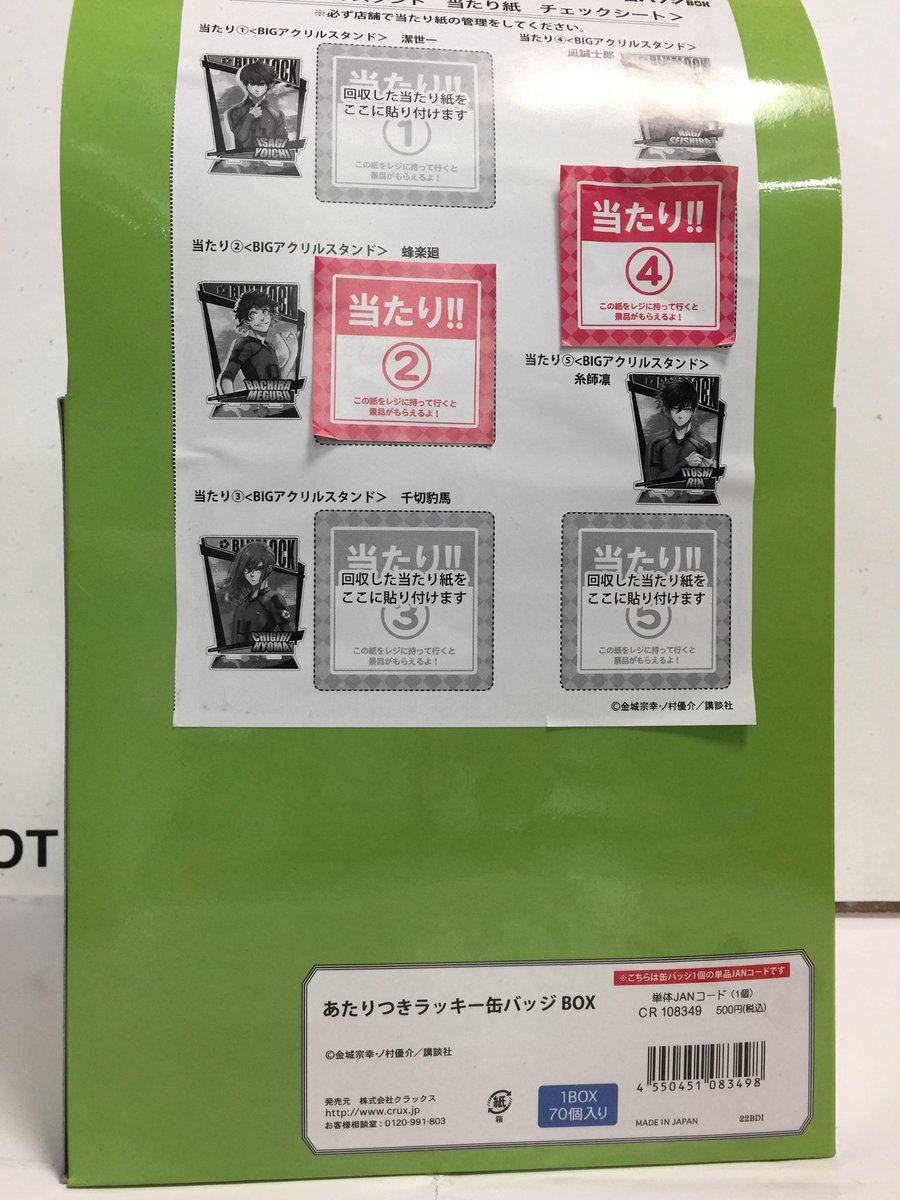 缶バッジBOX
スタンド 当たり紙 チェックシート＞
※必ず店舗で当たり紙の管理をしてください。
当たり①<BIGアクリルスタンド> 潔世一
BLUE LOCK
ISAGI
YOICHI
当たり!!
回収した当たり紙を
ここに貼り付けます
①
この紙をレジに持って行くと
景品がもらえるよ！
当たり④<BIGアクリルスタンド>
凪誠士郎
NAGI
SEISHIRO
当たり!!
④
この紙をレジに持って行くと
景品がもらえるよ！
当たり②<BIGアクリルスタンド> 蜂楽廻
BLUE LOCK
BACHIRA
MEGURU
当たり!!
②
この紙をレジに持って行くと
景品がもらえるよ！
当たり⑤<BIGアクリルスタンド>
糸師凛
ITOSHI
RIN
当たり③<BIGアクリルスタンド> 千切豹馬
BLUE LOCK
CHIGIRI
HYOMA
当たり!!
回収した当たり紙を
ここに貼り付けます
③
この紙をレジに持って行くと
景品がもらえるよ！
当たり!!
回収した当たり紙を
ここに貼り付けます
⑤
この紙をレジに持って行くと
景品がもらえるよ！
©金城宗幸・ノ村優介／講談社
OT
※こちらは缶バッジ1個の単品JANコードです
あたりつきラッキー缶バッジ BOX
単体JANコード（1個）
CR 108349 500円(税込)
©金城宗幸・ノ村優介／講談社
4 550451 083498
発売元 株式会社クラックス
http://www.crux.jp
お客様相談室：0120-991-803
紙
箱
1BOX
70個入り
MADE IN JAPAN 22BDI